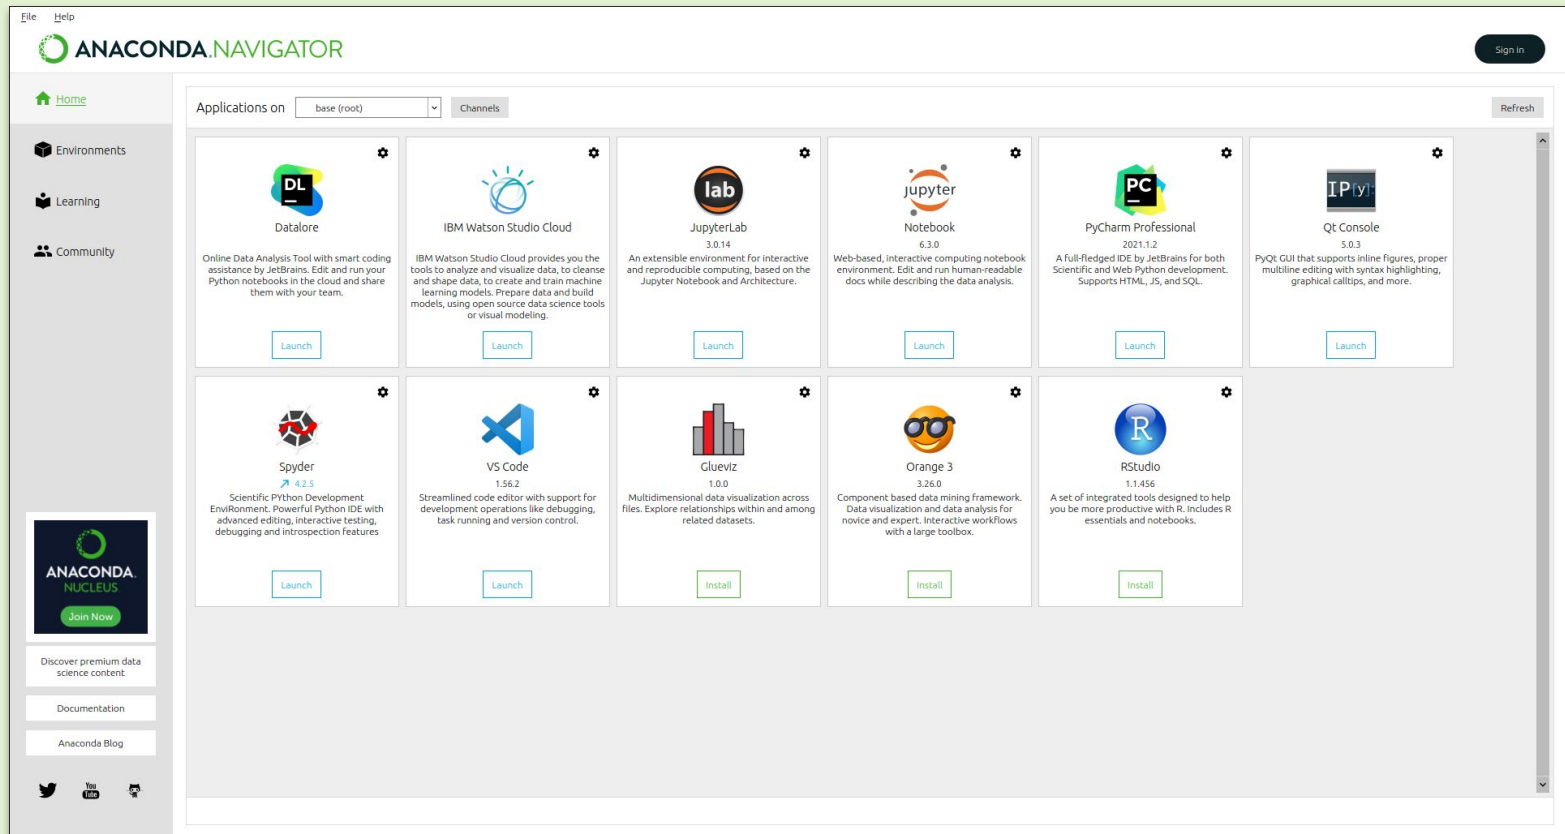 File Help
ANACONDA.NAVIGATOR
Sign in
Home
Environments
Learning
Community
ANACONDA.
NUCLEUS
Join Now
Discover premium data
science content
Documentation
Anaconda Blog
You
Tube
Applications on base (root) Channels Refresh
DL
Datalore
Online Data Analysis Tool with smart coding
assistance by JetBrains. Edit and run your
Python notebooks in the cloud and share
them with your team.
Launch
IBM Watson Studio Cloud
IBM Watson Studio Cloud provides you the
tools to analyze and visualize data, to cleanse
and shape data, to create and train machine
learning models. Prepare data and build
models, using open source data science tools
or visual modeling.
Launch
lab
JupyterLab
3.0.14
An extensible environment for interactive
and reproducible computing, based on the
Jupyter Notebook and Architecture.
Launch
jupyter
Notebook
6.3.0
Web-based, interactive computing notebook
environment. Edit and run human-readable
docs while describing the data analysis.
Launch
PC
PyCharm Professional
2021.1.2
A full-fledged IDE by JetBrains for both
Scientific and Web Python development.
Supports HTML, JS, and SQL.
Launch
IP[y]:
Qt Console
5.0.3
PyQt GUI that supports inline figures, proper
multiline editing with syntax highlighting,
graphical calltips, and more.
Launch
Spyder
4.2.5
Scientific PYthon Development
EnviRonment. Powerful Python IDE with
advanced editing, interactive testing,
debugging and introspection features
Launch
VS Code
1.56.2
Streamlined code editor with support for
development operations like debugging,
task running and version control.
Launch
Glueviz
1.0.0
Multidimensional data visualization across
files. Explore relationships within and among
related datasets.
Install
Orange 3
3.26.0
Component based data mining framework.
Data visualization and data analysis for
novice and expert. Interactive workflows
with a large toolbox.
Install
R
RStudio
1.1.456
A set of integrated tools designed to help
you be more productive with R. Includes R
essentials and notebooks.
Install